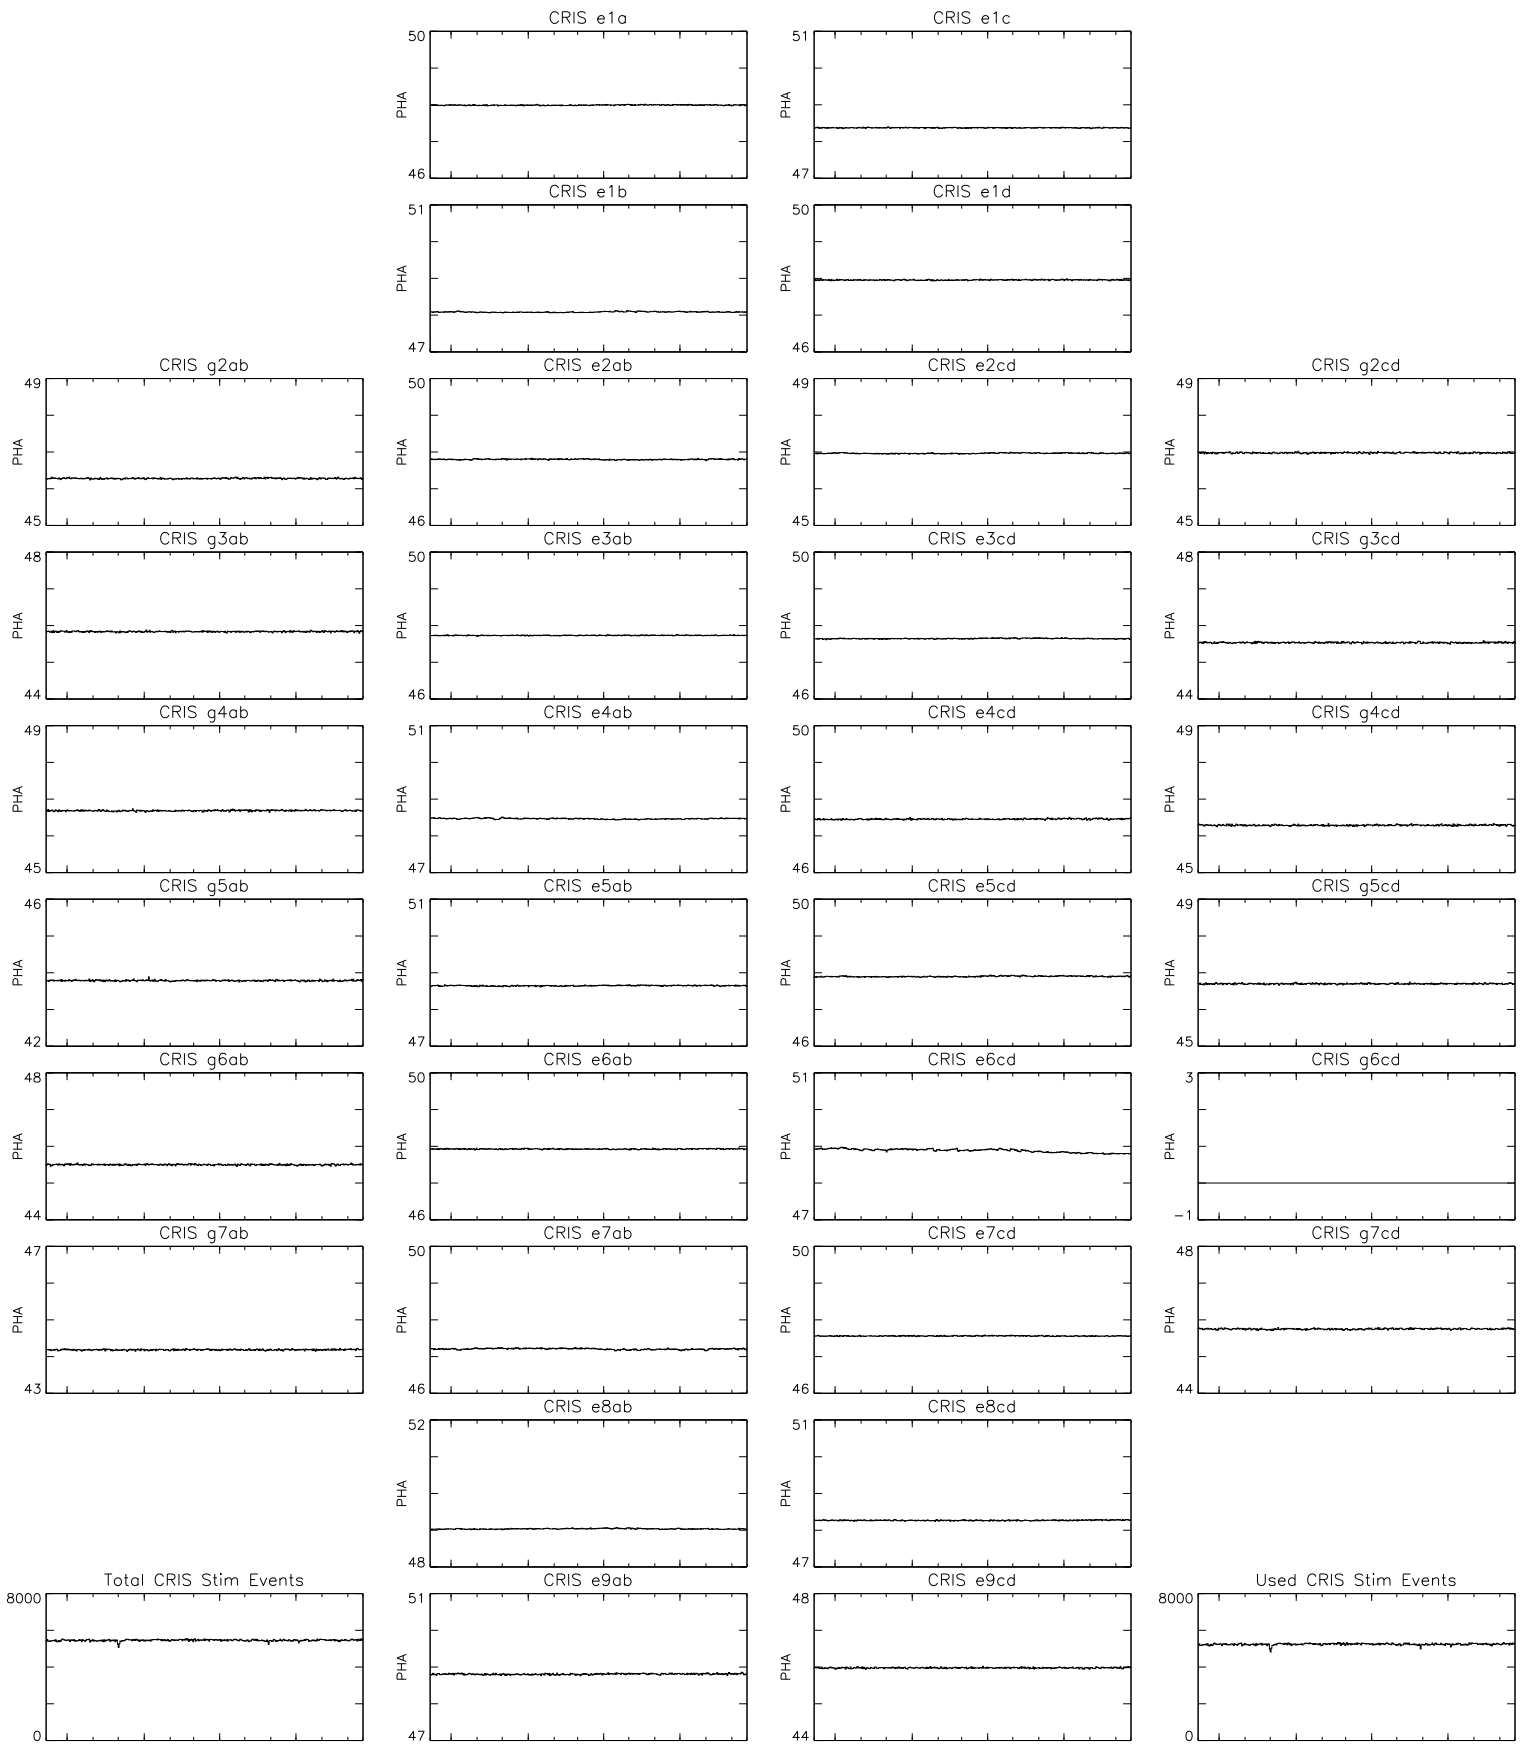 CRIS e1a
CRIS e1c
50
PHA
46
51
PHA
47
CRIS e1b
CRIS e1d
51
PHA
47
50
PHA
46
CRIS g2ab
CRIS e2ab
CRIS e2cd
CRIS g2cd
49
PHA
45
50
PHA
46
49
PHA
45
49
PHA
45
CRIS g3ab
CRIS e3ab
CRIS e3cd
CRIS g3cd
48
PHA
44
50
PHA
46
50
PHA
46
48
PHA
44
CRIS g4ab
CRIS e4ab
CRIS e4cd
CRIS g4cd
49
PHA
45
51
PHA
47
50
PHA
46
49
PHA
45
CRIS g5ab
CRIS e5ab
CRIS e5cd
CRIS g5cd
46
PHA
42
51
PHA
47
50
PHA
46
49
PHA
45
CRIS g6ab
CRIS e6ab
CRIS e6cd
CRIS g6cd
48
PHA
44
50
PHA
46
51
PHA
47
3
PHA
-1
CRIS g7ab
CRIS e7ab
CRIS e7cd
CRIS g7cd
47
PHA
43
50
PHA
46
50
PHA
46
48
PHA
44
CRIS e8ab
CRIS e8cd
52
PHA
48
51
PHA
47
Total CRIS Stim Events
CRIS e9ab
CRIS e9cd
Used CRIS Stim Events
8000
0
51
PHA
47
48
PHA
44
8000
0